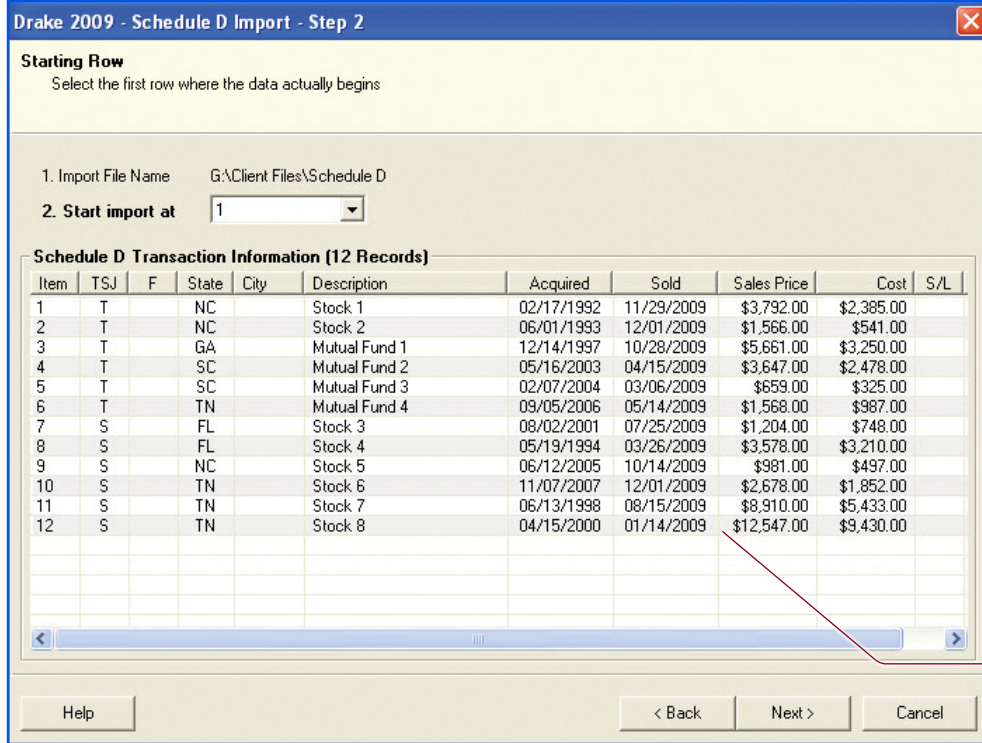 Drake 2009 - Schedule D Import - Step 2
Starting Row
Select the first row where the data actually begins
1. Import File Name G:\Client Files\Schedule D
2. Start import at 1
Schedule D Transaction Information (12 Records)
Item TSJ F State City Description Acquired Sold Sales Price Cost S/L
1 T NC Stock 1 02/17/1992 11/29/2009 $3,792.00 $2,385.00
2 T NC Stock 2 06/01/1993 12/01/2009 $1,566.00 $541.00
3 T GA Mutual Fund 1 12/14/1997 10/28/2009 $5,661.00 $3,250.00
4 T SC Mutual Fund 2 05/16/2003 04/15/2009 $3,647.00 $2,478.00
5 T SC Mutual Fund 3 02/07/2004 03/06/2009 $659.00 $325.00
6 T TN Mutual Fund 4 09/05/2006 05/14/2009 $1,568.00 $987.00
7 S FL Stock 3 08/02/2001 07/25/2009 $1,204.00 $748.00
8 S FL Stock 4 05/19/1994 03/26/2009 $3,578.00 $3,210.00
9 S NC Stock 5 06/12/2005 10/14/2009 $981.00 $497.00
10 S TN Stock 6 11/07/2007 12/01/2009 $2,678.00 $1,852.00
11 S TN Stock 7 06/13/1998 08/15/2009 $8,910.00 $5,433.00
12 S TN Stock 8 04/15/2000 01/14/2009 $12,547.00 $9,430.00
Help < Back Next > Cancel